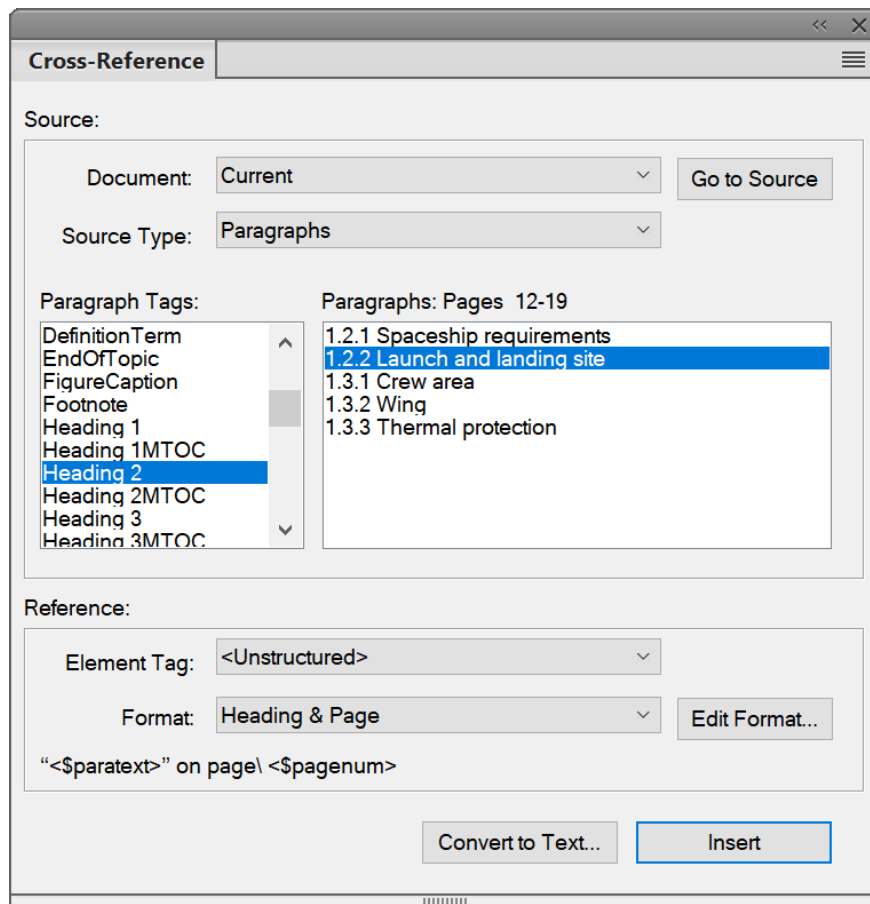 Cross-Reference
Source:
Document: Current Go to Source
Source Type: Paragraphs
Paragraph Tags: Paragraphs: Pages 12-19
DefinitionTerm
EndOfTopic
FigureCaption
Footnote
Heading 1
Heading 1MTOC
Heading 2
Heading 2MTOC
Heading 3
Heading 3MTOC
1.2.1 Spaceship requirements
1.2.2 Launch and landing site
1.3.1 Crew area
1.3.2 Wing
1.3.3 Thermal protection
Reference:
Element Tag: <Unstructured>
Format: Heading & Page Edit Format...
“<$paratext>” on page\ <$pagenum>
Convert to Text... Insert